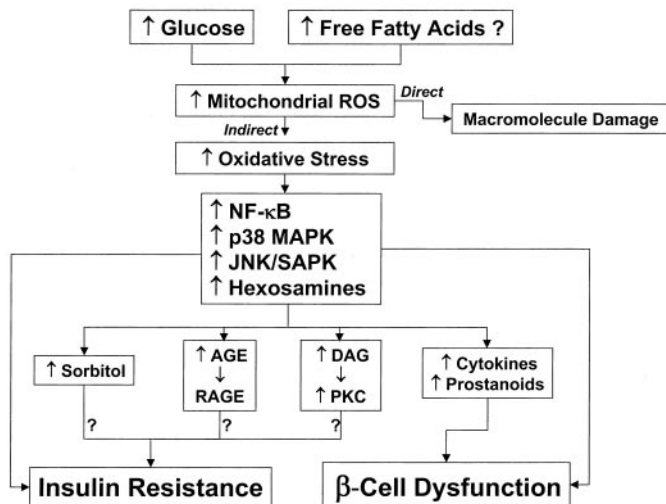 ↑ Glucose
↑ Free Fatty Acids ?
↑ Mitochondrial ROS
Direct
Macromolecule Damage
Indirect
↑ Oxidative Stress
↑ NF-κB
↑ p38 MAPK
↑ JNK/SAPK
↑ Hexosamines
↑ Sorbitol
↑ AGE
↓
RAGE
↑ DAG
↓
↑ PKC
↑ Cytokines
↑ Prostanoids
?
?
?
Insulin Resistance
β-Cell Dysfunction